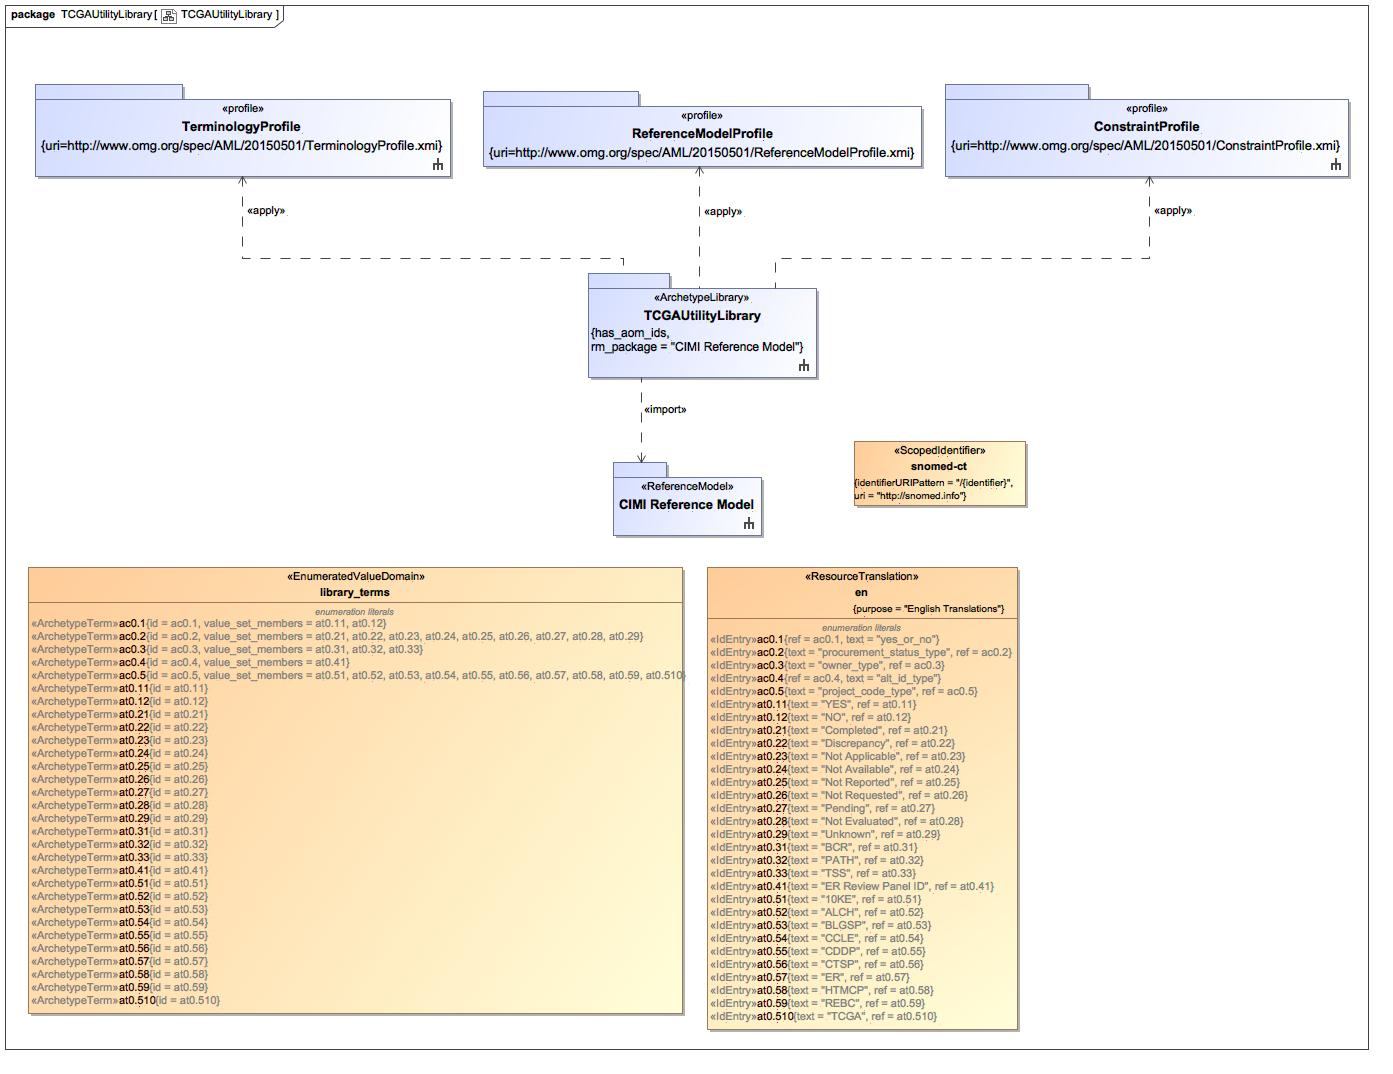 package TCGAUtilityLibrary [ TCGAUtilityLibrary ]
«profile»
TerminologyProfile
{uri=http://www.omg.org/spec/AML/20150501/TerminologyProfile.xmi}
«profile»
ReferenceModelProfile
{uri=http://www.omg.org/spec/AML/20150501/ReferenceModelProfile.xmi}
«profile»
ConstraintProfile
{uri=http://www.omg.org/spec/AML/20150501/ConstraintProfile.xmi}
«apply»
«apply»
«apply»
«ArchetypeLibrary»
TCGAUtilityLibrary
{has_aom_ids,
rm_package = "CIMI Reference Model"}
«import»
«ReferenceModel»
CIMI Reference Model
«ScopedIdentifier»
snomed-ct
{identifierURIPattern = "/{identifier}",
uri = "http://snomed.info"}
«EnumeratedValueDomain»
library_terms
enumeration literals
«ArchetypeTerm»ac0.1{id = ac0.1, value_set_members = at0.11, at0.12}
«ArchetypeTerm»ac0.2{id = ac0.2, value_set_members = at0.21, at0.22, at0.23, at0.24, at0.25, at0.26, at0.27, at0.28, at0.29}
«ArchetypeTerm»ac0.3{id = ac0.3, value_set_members = at0.31, at0.32, at0.33}
«ArchetypeTerm»ac0.4{id = ac0.4, value_set_members = at0.41}
«ArchetypeTerm»ac0.5{id = ac0.5, value_set_members = at0.51, at0.52, at0.53, at0.54, at0.55, at0.56, at0.57, at0.58, at0.59, at0.510}
«ArchetypeTerm»at0.11{id = at0.11}
«ArchetypeTerm»at0.12{id = at0.12}
«ArchetypeTerm»at0.21{id = at0.21}
«ArchetypeTerm»at0.22{id = at0.22}
«ArchetypeTerm»at0.23{id = at0.23}
«ArchetypeTerm»at0.24{id = at0.24}
«ArchetypeTerm»at0.25{id = at0.25}
«ArchetypeTerm»at0.26{id = at0.26}
«ArchetypeTerm»at0.27{id = at0.27}
«ArchetypeTerm»at0.28{id = at0.28}
«ArchetypeTerm»at0.29{id = at0.29}
«ArchetypeTerm»at0.31{id = at0.31}
«ArchetypeTerm»at0.32{id = at0.32}
«ArchetypeTerm»at0.33{id = at0.33}
«ArchetypeTerm»at0.41{id = at0.41}
«ArchetypeTerm»at0.51{id = at0.51}
«ArchetypeTerm»at0.52{id = at0.52}
«ArchetypeTerm»at0.53{id = at0.53}
«ArchetypeTerm»at0.54{id = at0.54}
«ArchetypeTerm»at0.55{id = at0.55}
«ArchetypeTerm»at0.56{id = at0.56}
«ArchetypeTerm»at0.57{id = at0.57}
«ArchetypeTerm»at0.58{id = at0.58}
«ArchetypeTerm»at0.59{id = at0.59}
«ArchetypeTerm»at0.510{id = at0.510}
«ResourceTranslation»
en
{purpose = "English Translations"}
enumeration literals
«IdEntry»ac0.1{ref = ac0.1, text = "yes_or_no"}
«IdEntry»ac0.2{text = "procurement_status_type", ref = ac0.2}
«IdEntry»ac0.3{text = "owner_type", ref = ac0.3}
«IdEntry»ac0.4{ref = ac0.4, text = "alt_id_type"}
«IdEntry»ac0.5{text = "project_code_type", ref = ac0.5}
«IdEntry»at0.11{text = "YES", ref = at0.11}
«IdEntry»at0.12{text = "NO", ref = at0.12}
«IdEntry»at0.21{text = "Completed", ref = at0.21}
«IdEntry»at0.22{text = "Discrepancy", ref = at0.22}
«IdEntry»at0.23{text = "Not Applicable", ref = at0.23}
«IdEntry»at0.24{text = "Not Available", ref = at0.24}
«IdEntry»at0.25{text = "Not Reported", ref = at0.25}
«IdEntry»at0.26{text = "Not Requested", ref = at0.26}
«IdEntry»at0.27{text = "Pending", ref = at0.27}
«IdEntry»at0.28{text = "Not Evaluated", ref = at0.28}
«IdEntry»at0.29{text = "Unknown", ref = at0.29}
«IdEntry»at0.31{text = "BCR", ref = at0.31}
«IdEntry»at0.32{text = "PATH", ref = at0.32}
«IdEntry»at0.33{text = "TSS", ref = at0.33}
«IdEntry»at0.41{text = "ER Review Panel ID", ref = at0.41}
«IdEntry»at0.51{text = "10KE", ref = at0.51}
«IdEntry»at0.52{text = "ALCH", ref = at0.52}
«IdEntry»at0.53{text = "BLGSP", ref = at0.53}
«IdEntry»at0.54{text = "CCLE", ref = at0.54}
«IdEntry»at0.55{text = "CDDP", ref = at0.55}
«IdEntry»at0.56{text = "CTSP", ref = at0.56}
«IdEntry»at0.57{text = "ER", ref = at0.57}
«IdEntry»at0.58{text = "HTMCP", ref = at0.58}
«IdEntry»at0.59{text = "REBC", ref = at0.59}
«IdEntry»at0.510{text = "TCGA", ref = at0.510}